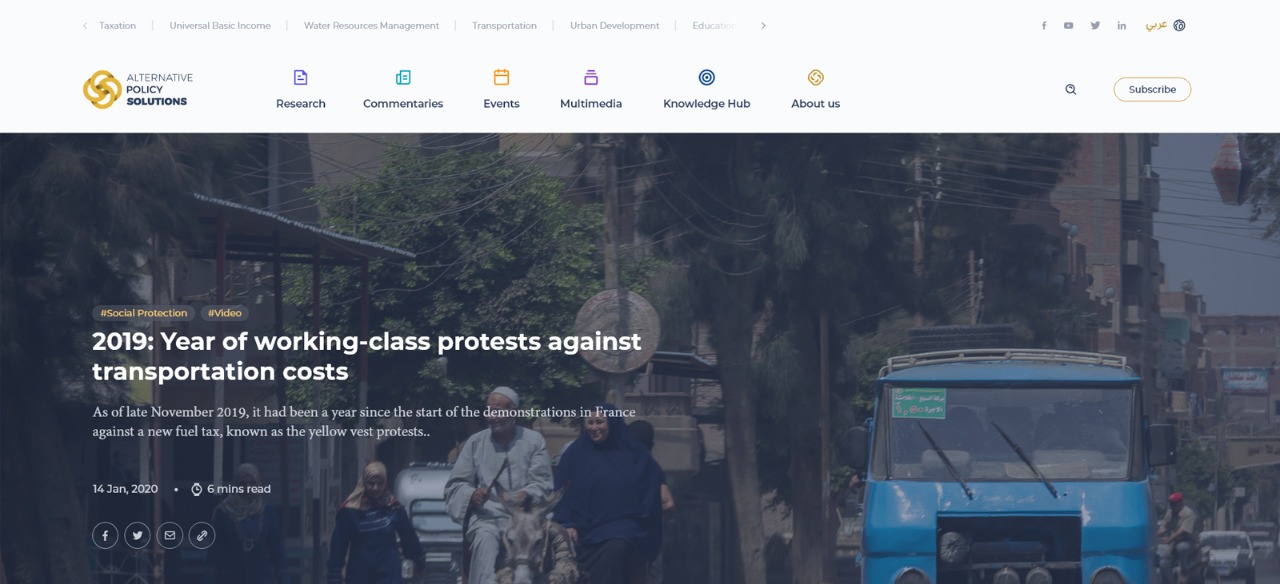 Taxation
Universal Basic Income
Water Resources Management
Transportation
Urban Development
Education
عربي
ALTERNATIVE
POLICY
SOLUTIONS
Research
Commentaries
Events
Multimedia
Knowledge Hub
About us
Subscribe
#Social Protection
#Video
2019: Year of working-class protests against
transportation costs
As of late November 2019, it had been a year since the start of the demonstrations in France
against a new fuel tax, known as the yellow vest protests..
14 Jan, 2020 • 6 mins read